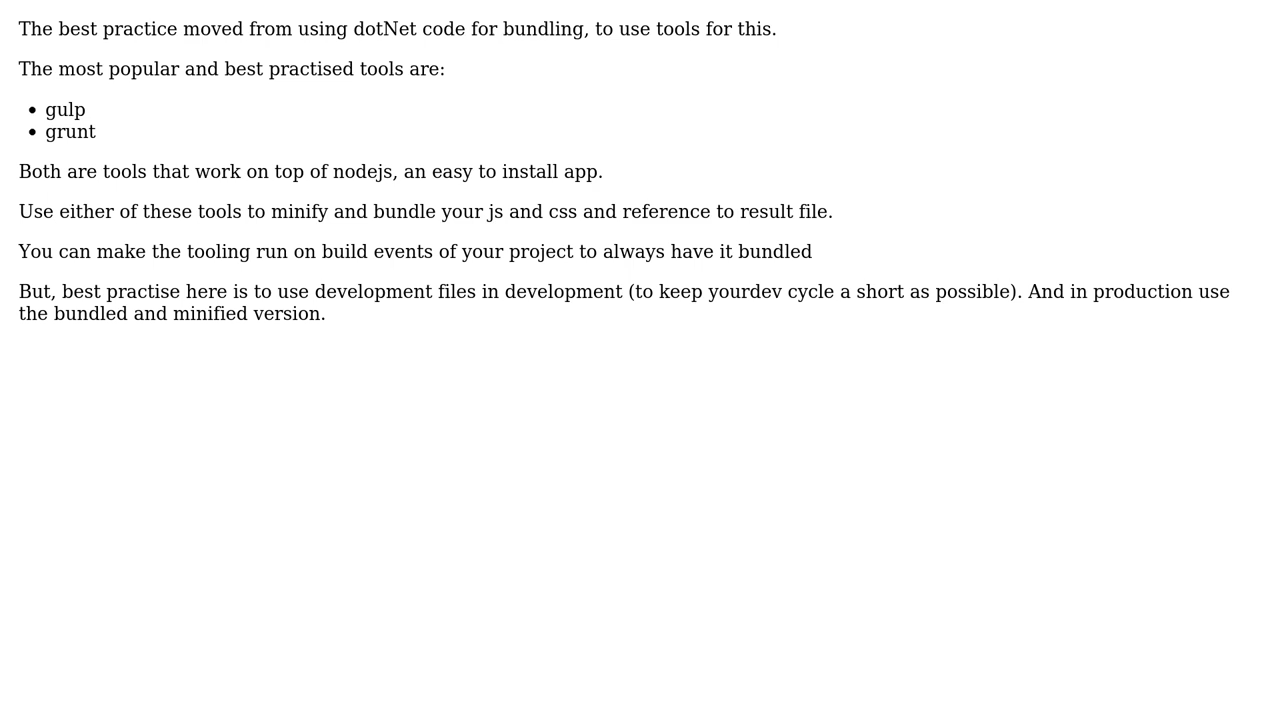 The best practice moved from using dotNet code for bundling, to use tools for this.
The most popular and best practised tools are:
• gulp
• grunt
Both are tools that work on top of nodejs, an easy to install app.
Use either of these tools to minify and bundle your js and css and reference to result file.
You can make the tooling run on build events of your project to always have it bundled
But, best practise here is to use development files in development (to keep yourdev cycle a short as possible). And in production use
the bundled and minified version.